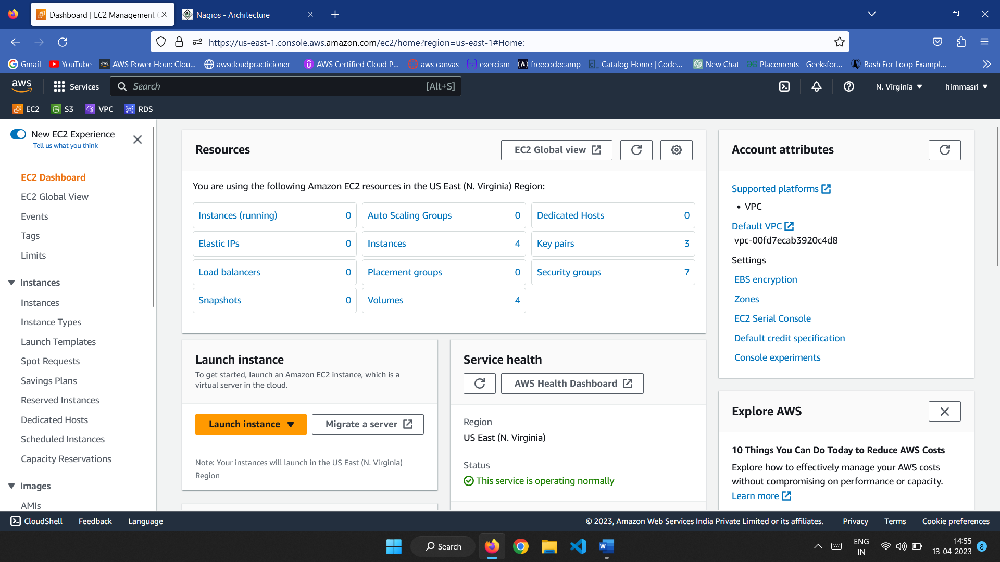 Dashboard | EC2 Management C
Nagios - Architecture
https://us-east-1.console.aws.amazon.com/ec2/home?region=us-east-1#Home:
Gmail
YouTube
AWS Power Hour: Clou...
awscloudpracticioner
AWS Certified Cloud P...
aws canvas
exercism
freecodecamp
Catalog Home | Code...
New Chat
Placements - Geeksfor...
Bash For Loop Exampl...
aws
Services
Search
[Alt+S]
N. Virginia
himmasri
EC2
S3
VPC
RDS
New EC2 Experience
Tell us what you think
EC2 Dashboard
EC2 Global View
Events
Tags
Limits
Instances
Instances
Instance Types
Launch Templates
Spot Requests
Savings Plans
Reserved Instances
Dedicated Hosts
Scheduled Instances
Capacity Reservations
Images
AMIs
Resources
EC2 Global view
You are using the following Amazon EC2 resources in the US East (N. Virginia) Region:
Instances (running) 0
Auto Scaling Groups 0
Dedicated Hosts 0
Elastic IPs 0
Instances 4
Key pairs 3
Load balancers 0
Placement groups 0
Security groups 7
Snapshots 0
Volumes 4
Launch instance
To get started, launch an Amazon EC2 instance, which is a
virtual server in the cloud.
Launch instance
Migrate a server
Note: Your instances will launch in the US East (N. Virginia)
Region
Service health
AWS Health Dashboard
Region
US East (N. Virginia)
Status
This service is operating normally
Account attributes
Supported platforms
• VPC
Default VPC
vpc-00fd7ecab3920c4d8
Settings
EBS encryption
Zones
EC2 Serial Console
Default credit specification
Console experiments
Explore AWS
10 Things You Can Do Today to Reduce AWS Costs
Explore how to effectively manage your AWS costs
without compromising on performance or capacity.
Learn more
CloudShell
Feedback
Language
© 2023, Amazon Web Services India Private Limited or its affiliates.
Privacy
Terms
Cookie preferences
Search
ENG
IN
14:55
13-04-2023
8